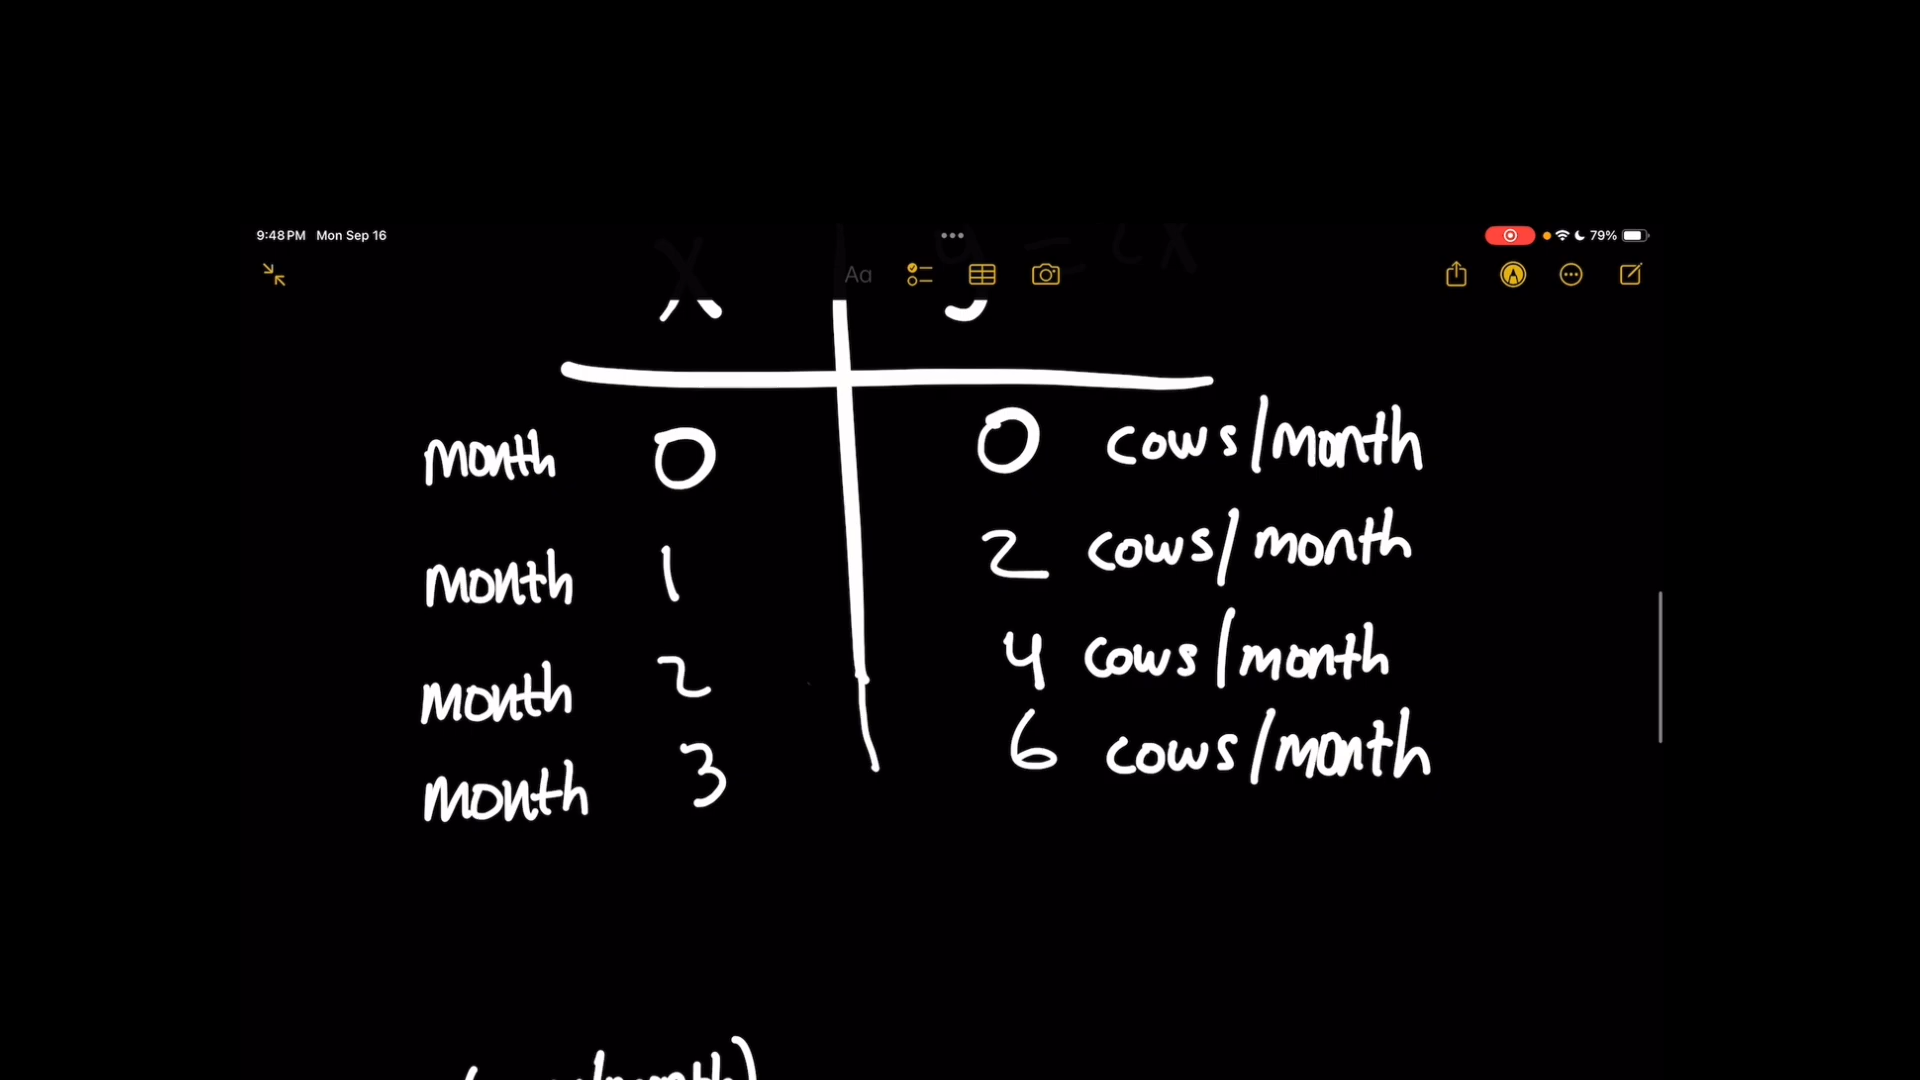 9:48 PM Mon Sep 16 79%
Aa
x y = 2x
month 0 0 cows/month
month 1 2 cows/month
month 2 4 cows/month
month 3 6 cows/month